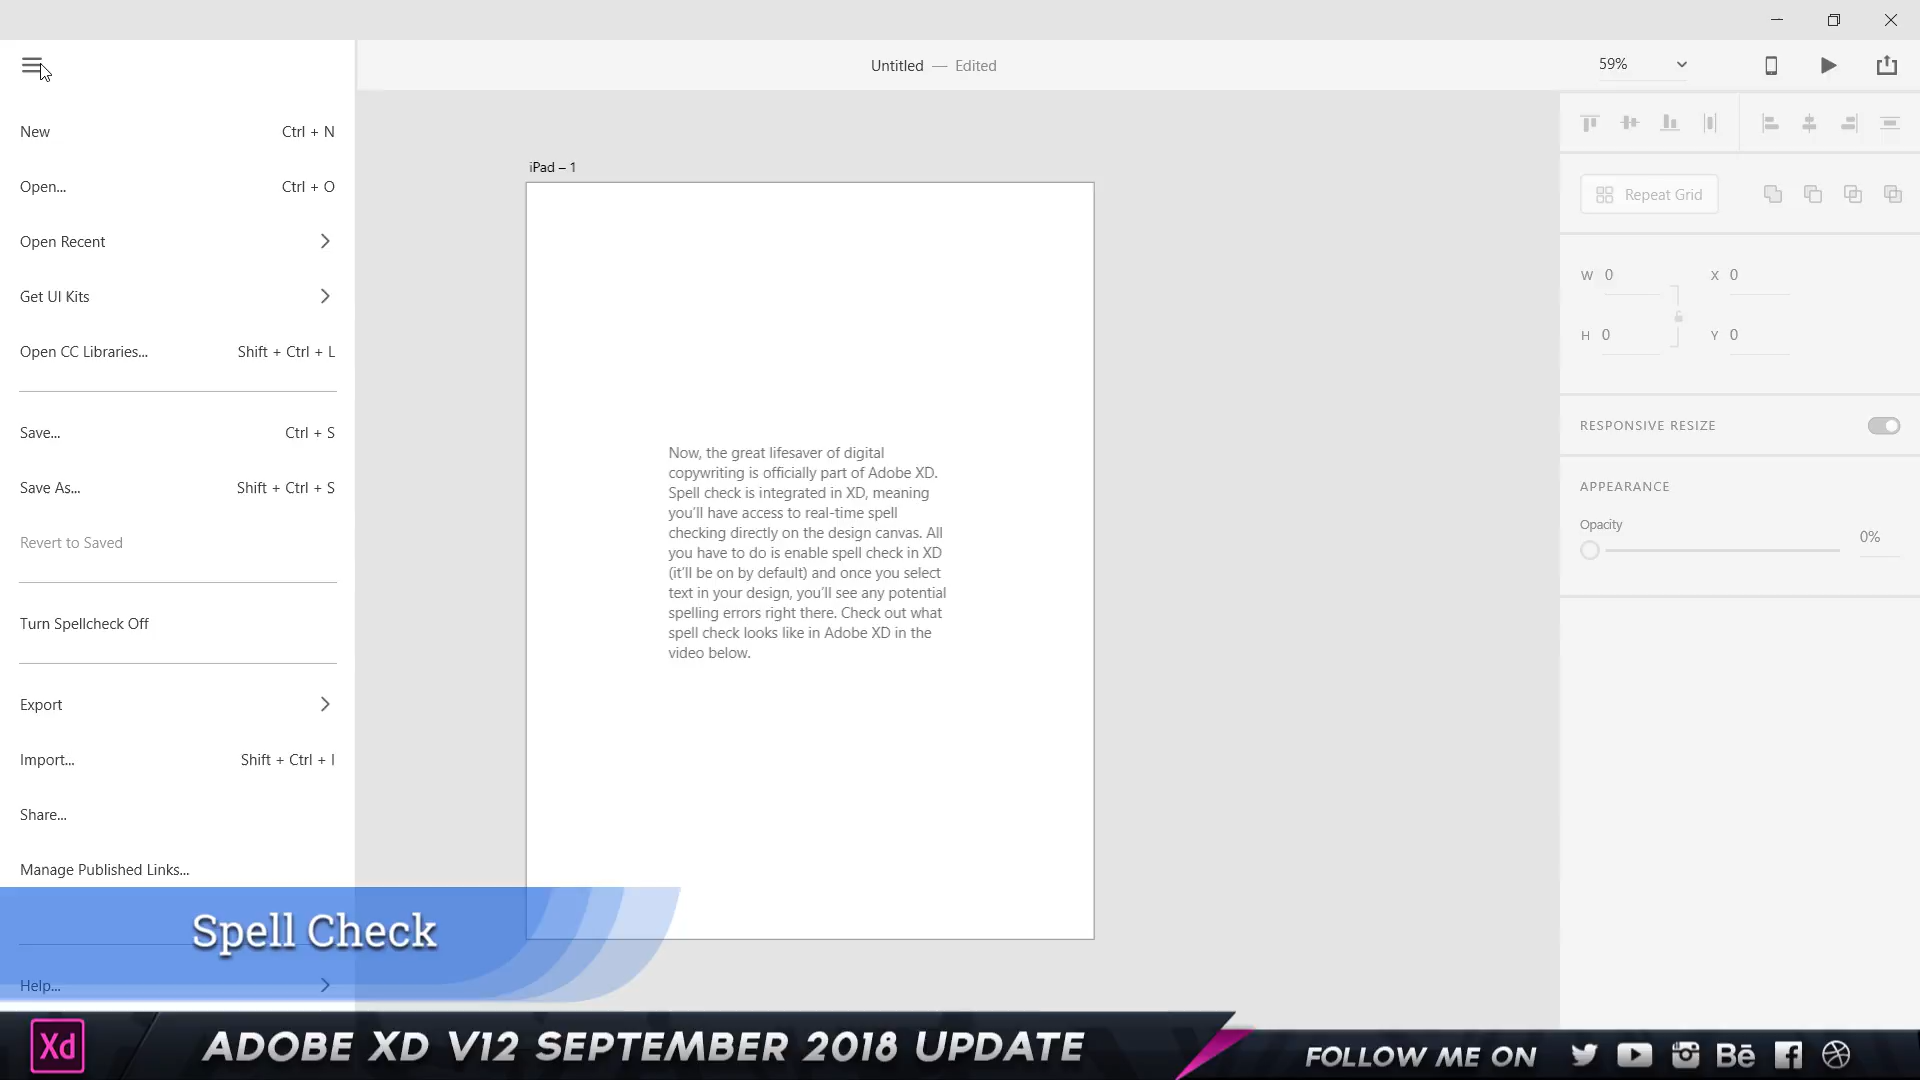 Untitled — Edited
59%
New Ctrl + N
Open... Ctrl + O
Open Recent
Get UI Kits
Open CC Libraries... Shift + Ctrl + L
Save... Ctrl + S
Save As... Shift + Ctrl + S
Revert to Saved
Turn Spellcheck Off
Export
Import... Shift + Ctrl + I
Share...
Manage Published Links...
Help...
iPad – 1
Now, the great lifesaver of digital
copywriting is officially part of Adobe XD.
Spell check is integrated in XD, meaning
you'll have access to real-time spell
checking directly on the design canvas. All
you have to do is enable spell check in XD
(it'll be on by default) and once you select
text in your design, you'll see any potential
spelling errors right there. Check out what
spell check looks like in Adobe XD in the
video below.
Repeat Grid
W 0 X 0
H 0 Y 0
RESPONSIVE RESIZE
APPEARANCE
Opacity
0%
Spell Check
Xd ADOBE XD V12 SEPTEMBER 2018 UPDATE
FOLLOW ME ON
Bē